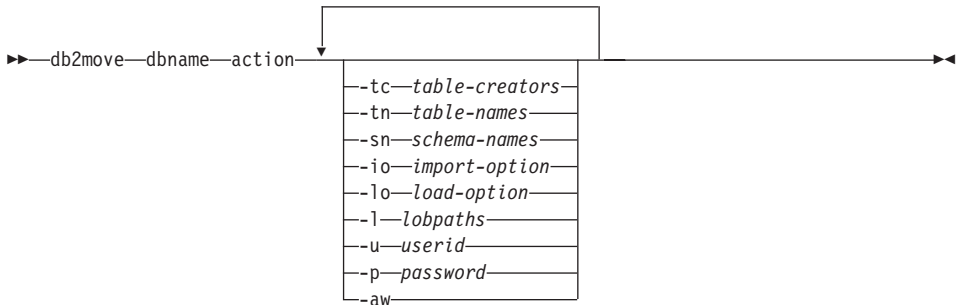 db2move dbname action
-tc table-creators
-tn table-names
-sn schema-names
-io import-option
-lo load-option
-l lobpaths
-u userid
-p password
-aw